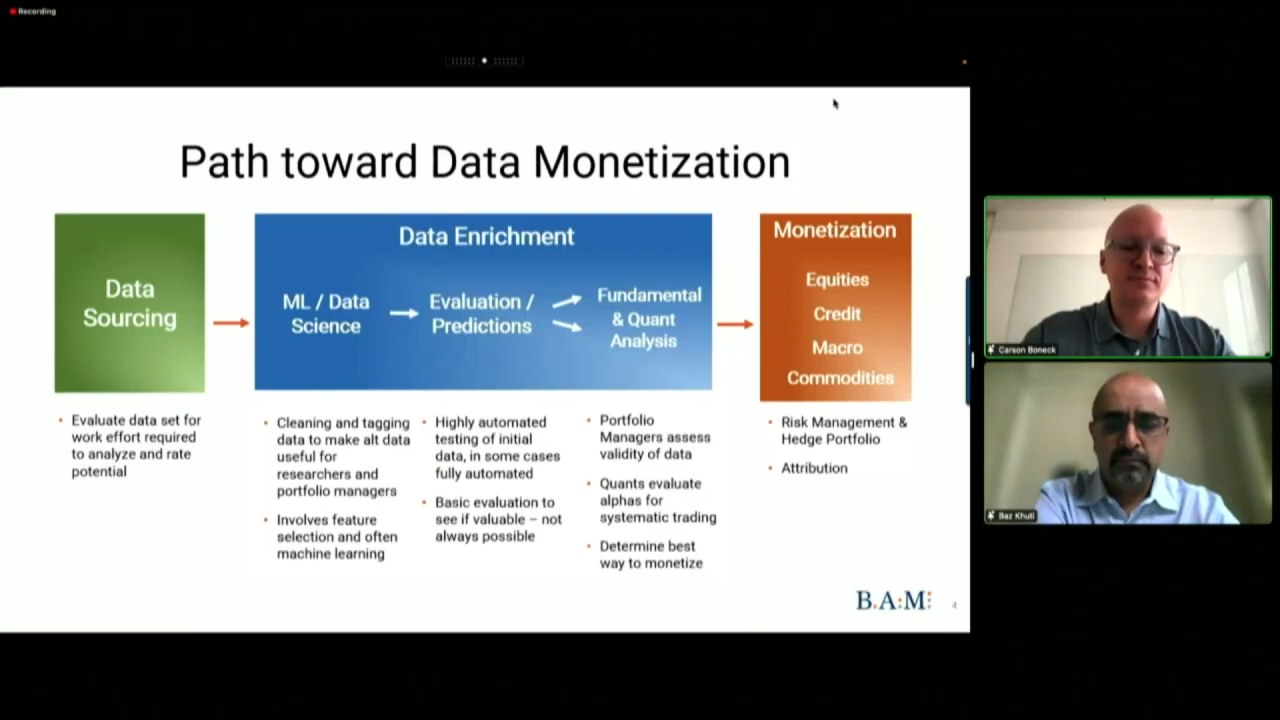 Recording
Path toward Data Monetization
Data
Sourcing
Data Enrichment
ML / Data
Science
Evaluation /
Predictions
Fundamental
& Quant
Analysis
Monetization
Equities
Credit
Macro
Commodities
• Evaluate data set for
work effort required
to analyze and rate
potential
• Cleaning and tagging
data to make alt data
useful for
researchers and
portfolio managers
• Involves feature
selection and often
machine learning
• Highly automated
testing of initial
data, in some cases
fully automated
• Basic evaluation to
see if valuable – not
always possible
• Portfolio
Managers assess
validity of data
• Quants evaluate
alphas for
systematic trading
• Determine best
way to monetize
• Risk Management &
Hedge Portfolio
• Attribution
B.A:M:
4
Carson Boneck
Baz Khuti